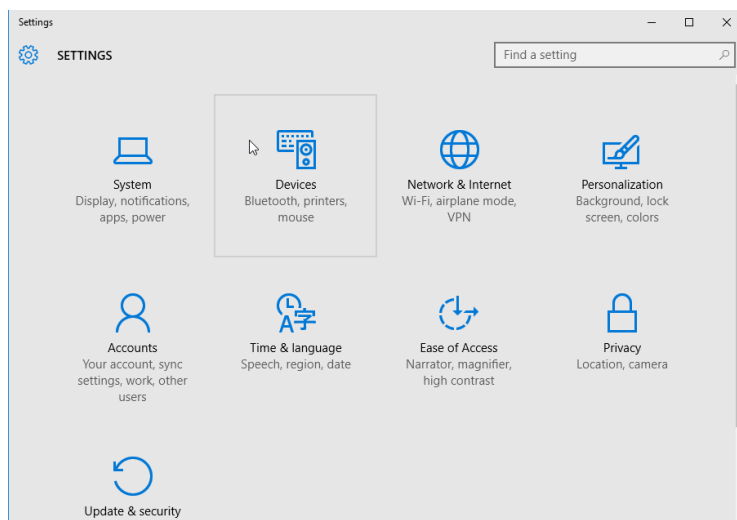 Settings
SETTINGS
Find a setting
System
Display, notifications,
apps, power
Devices
Bluetooth, printers,
mouse
Network & Internet
Wi-Fi, airplane mode,
VPN
Personalization
Background, lock
screen, colors
Accounts
Your account, sync
settings, work, other
users
Time & language
Speech, region, date
Ease of Access
Narrator, magnifier,
high contrast
Privacy
Location, camera
Update & security